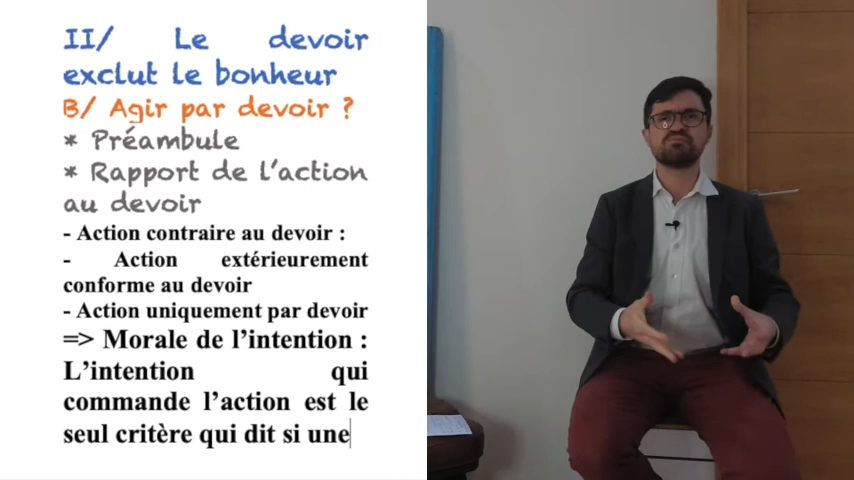 II/ Le devoir
exclut le bonheur
B/ Agir par devoir ?
* Préambule
* Rapport de l'action
au devoir
- Action contraire au devoir :
- Action extérieurement
conforme au devoir
- Action uniquement par devoir
=> Morale de l'intention :
L'intention qui
commande l'action est le
seul critère qui dit si une